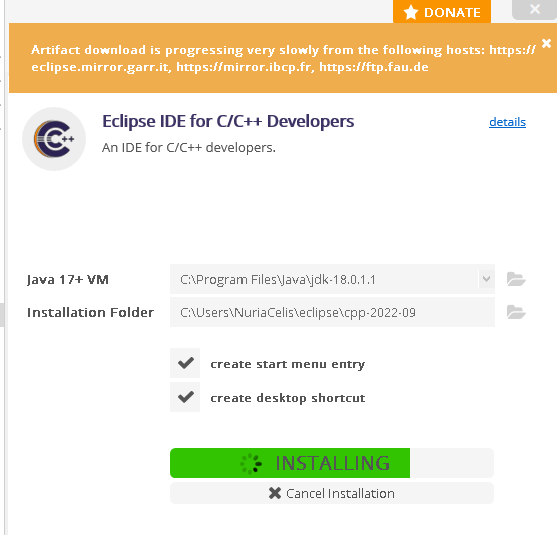 DONATE
Artifact download is progressing very slowly from the following hosts: https://
eclipse.mirror.garr.it, https://mirror.ibcp.fr, https://ftp.fau.de
Eclipse IDE for C/C++ Developers
details
An IDE for C/C++ developers.
Java 17+ VM
C:\Program Files\Java\jdk-18.0.1.1
Installation Folder
C:\Users\NuriaCelis\eclipse\cpp-2022-09
create start menu entry
create desktop shortcut
INSTALLING
Cancel Installation